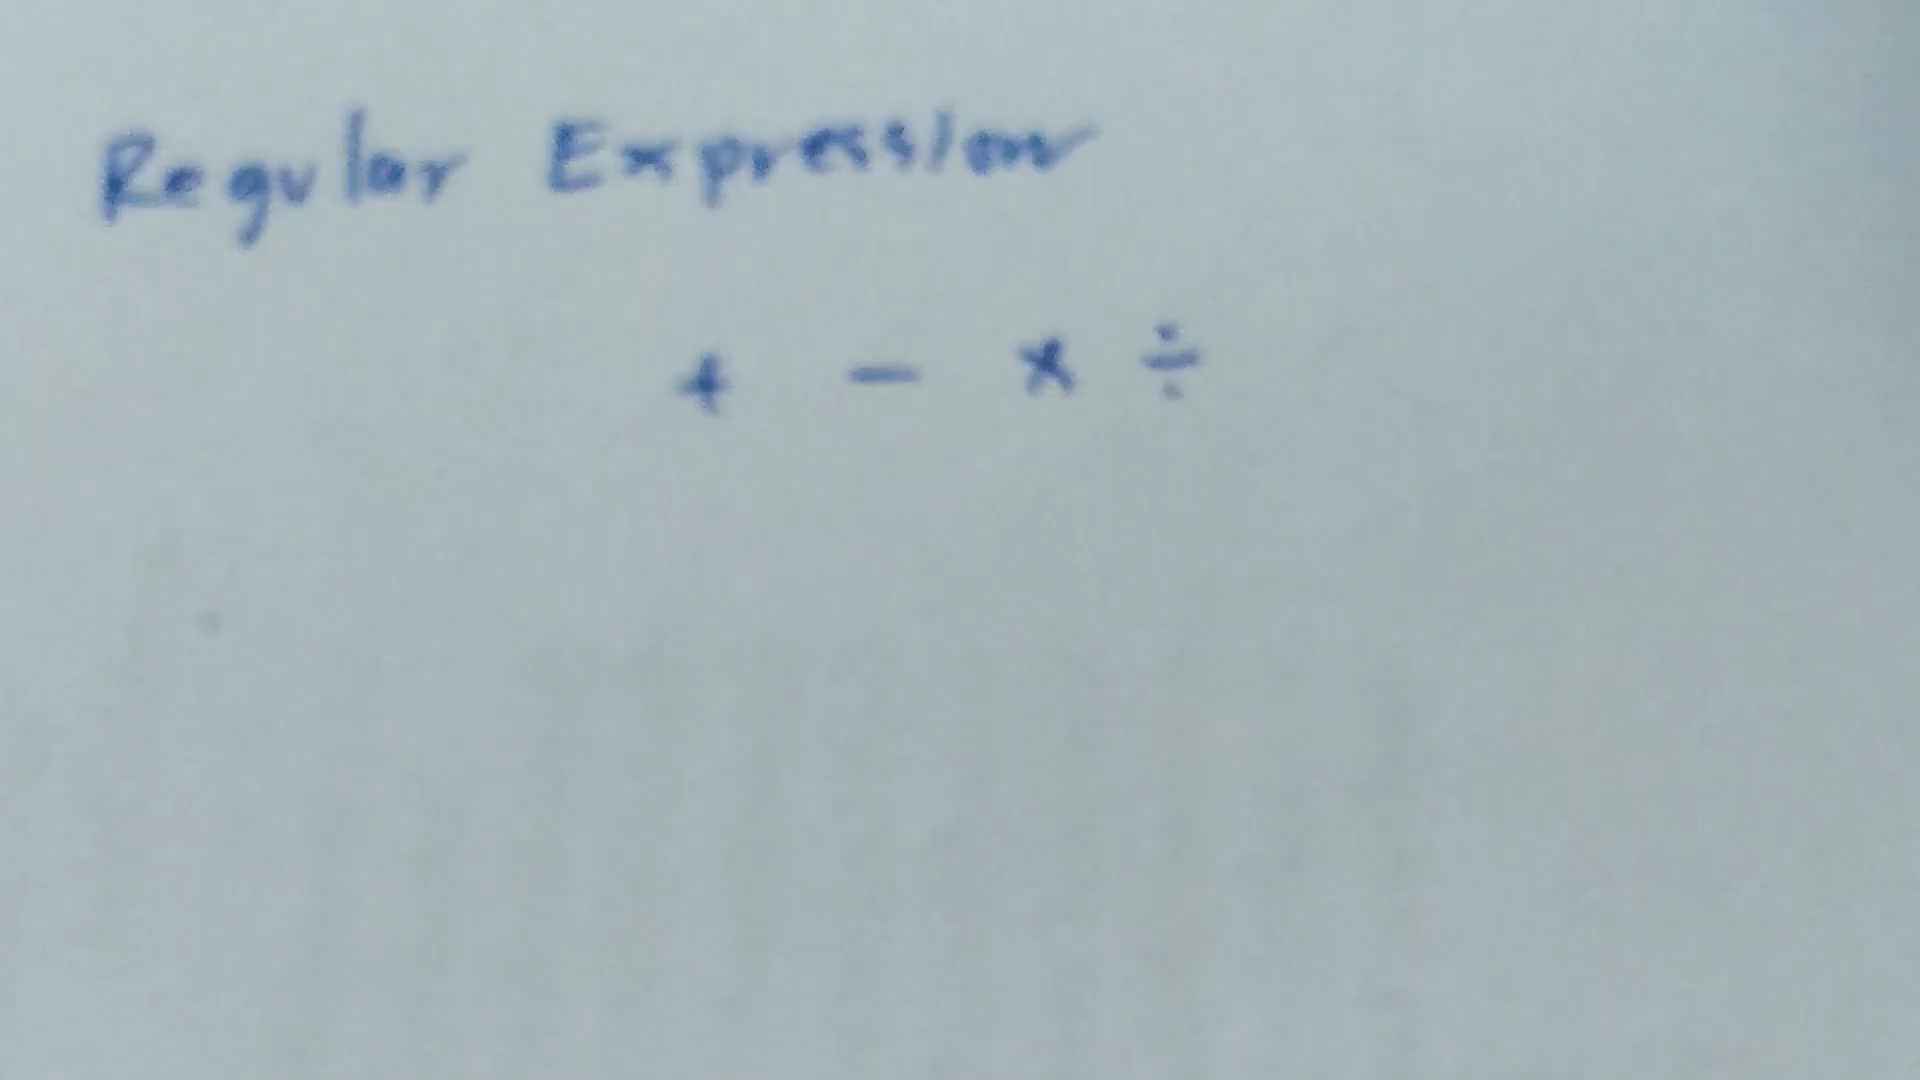 Regular Expression
+ - × ÷